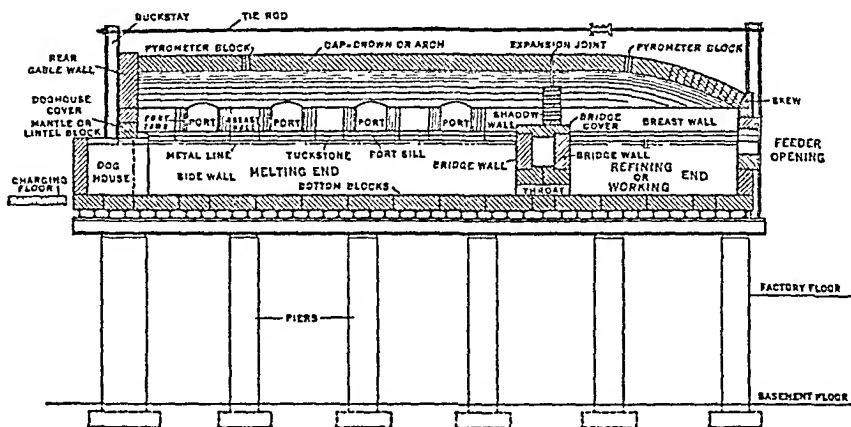 BUCKSTAY
TIE ROD
PYROMETER BLOCK
CAP-CROWN OR ARCH
EXPANSION JOINT
PYROMETER BLOCK
REAR
GABLE WALL
DOGHOUSE
COVER
MANTLE OR
LINTEL BLOCK
SKEW
PORT
JAMB
PORT
BREAST
WALL
PORT
PORT
PORT
SHADOW
WALL
BRIDGE
COVER
BREAST WALL
FEEDER
OPENING
METAL LINE
TUCKSTONE
PORT SILL
BRIDGE WALL
BRIDGE WALL
DOG
HOUSE
SIDE WALL
MELTING END
BOTTOM BLOCKS
THROAT
REFINING
OR
WORKING
END
CHARGING
FLOOR
PIERS
FACTORY FLOOR
BASEMENT FLOOR